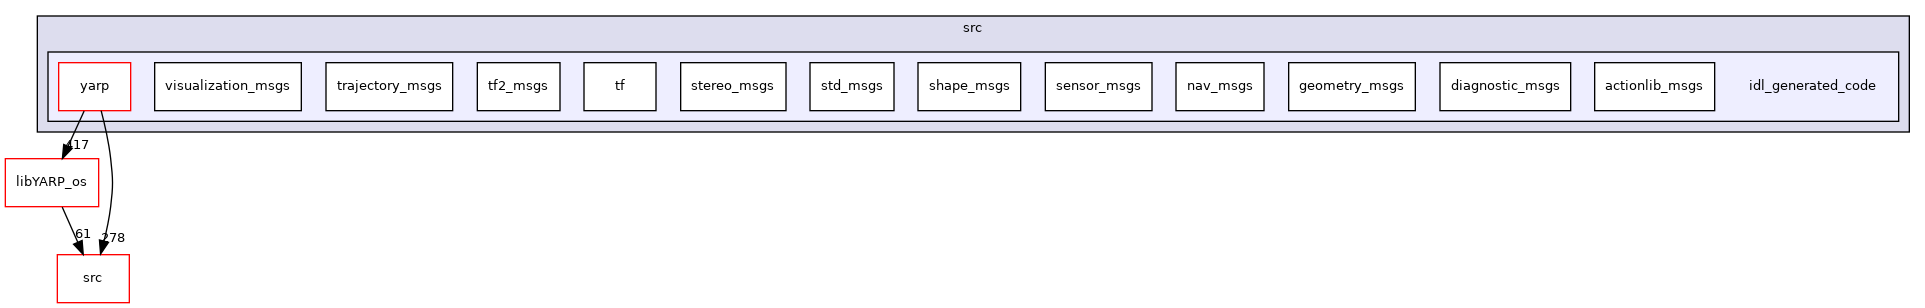 src
yarp
visualization_msgs
trajectory_msgs
tf2_msgs
tf
stereo_msgs
std_msgs
shape_msgs
sensor_msgs
nav_msgs
geometry_msgs
diagnostic_msgs
actionlib_msgs
idl_generated_code
417
libYARP_os
61
278
src